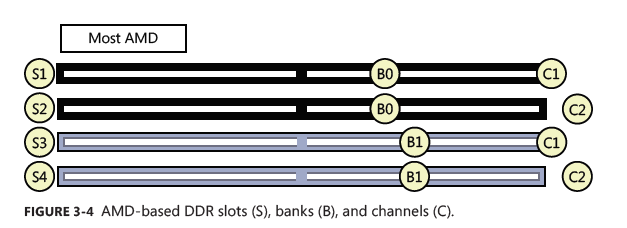 Most AMD
S1 B0 C1
S2 B0 C2
S3 B1 C1
S4 B1 C2
FIGURE 3-4 AMD-based DDR slots (S), banks (B), and channels (C).